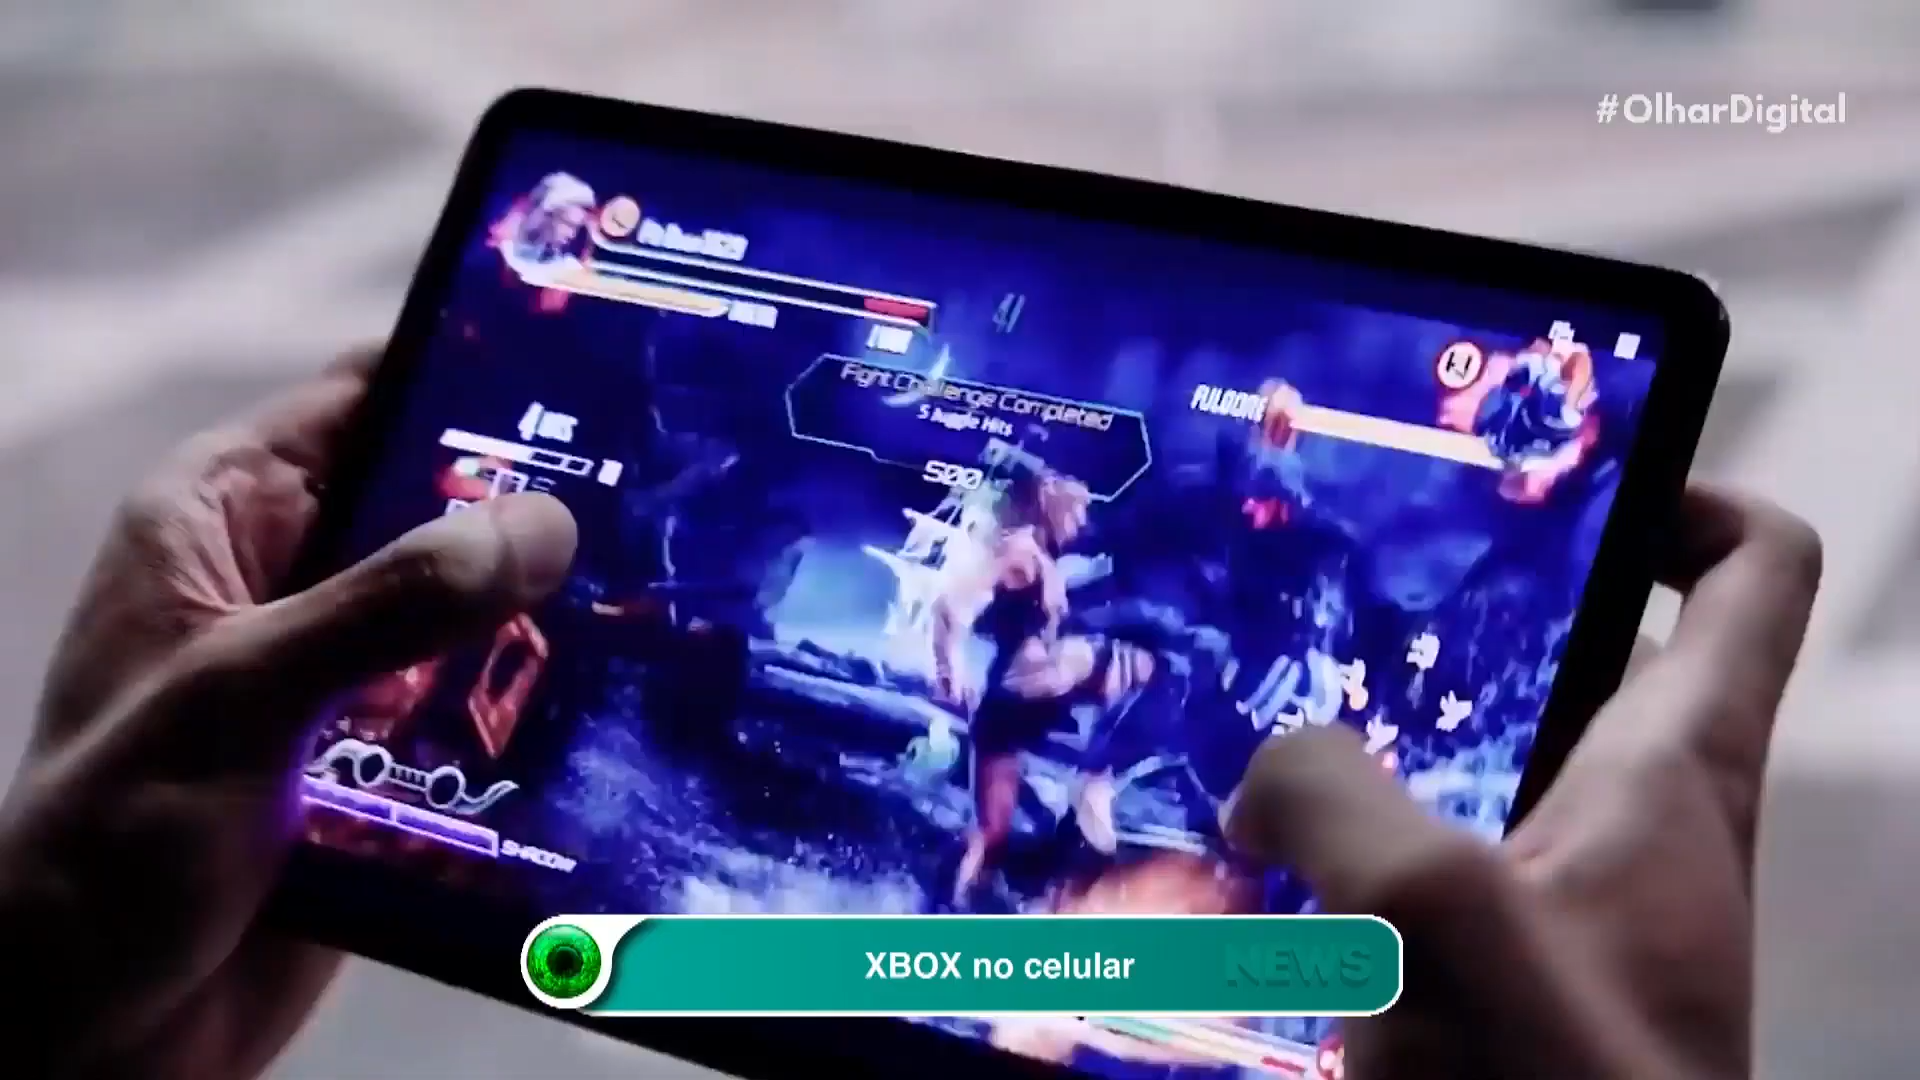 #OlharDigital
Fight Challenge Completed
5 Juggle Hits
500
FULGORE
SHADOW
XBOX no celular
NEWS